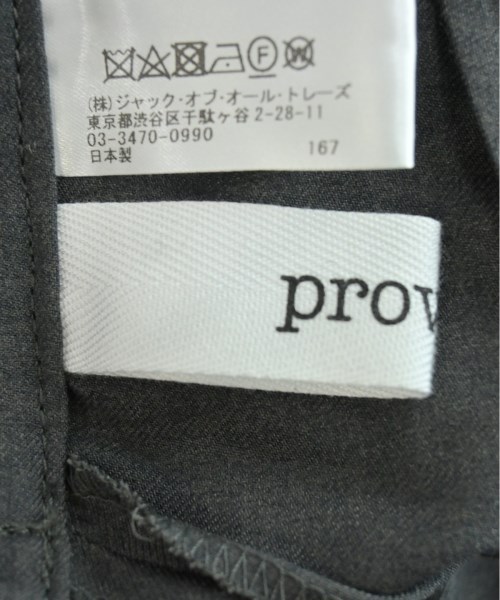 F
(株)ジャック・オブ・オール・トレーズ
東京都渋谷区千駄ヶ谷2-28-11
03-3470-0990
日本製 167
prov